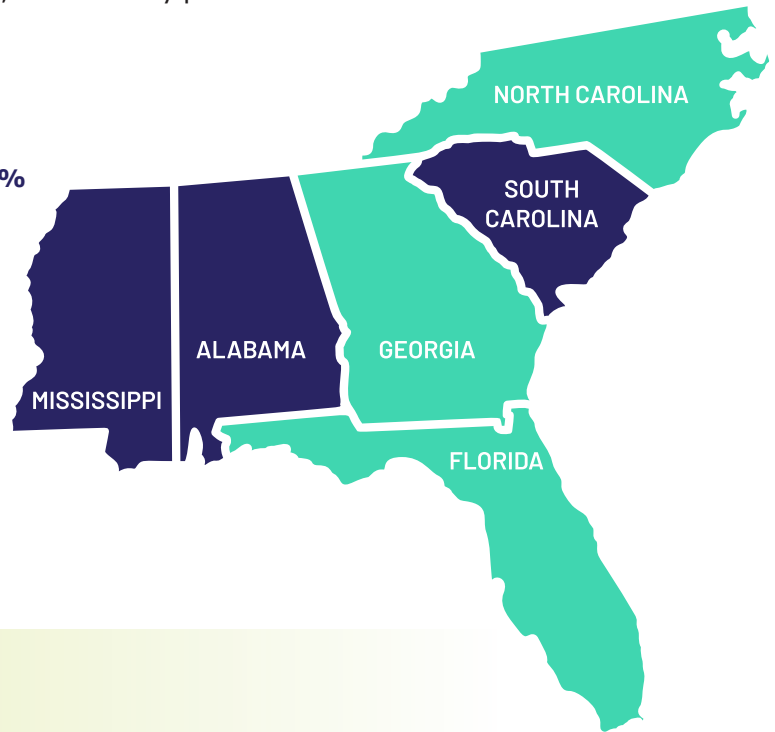 NORTH CAROLINA
%
SOUTH
CAROLINA
ALABAMA
GEORGIA
MISSISSIPPI
FLORIDA